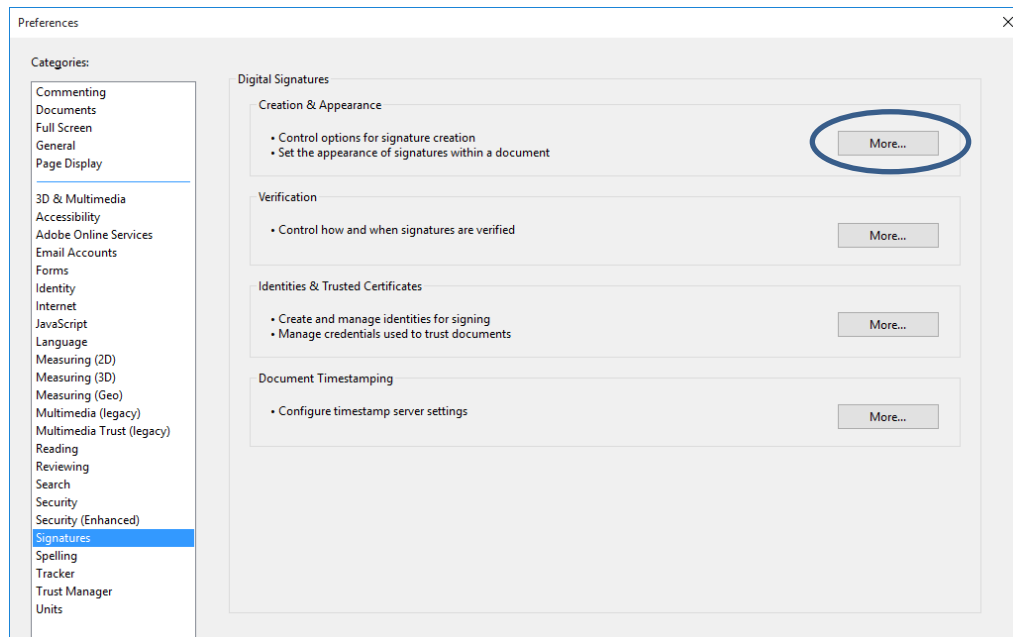 Preferences
Categories:
Commenting
Documents
Full Screen
General
Page Display
3D & Multimedia
Accessibility
Adobe Online Services
Email Accounts
Forms
Identity
Internet
JavaScript
Language
Measuring (2D)
Measuring (3D)
Measuring (Geo)
Multimedia (legacy)
Multimedia Trust (legacy)
Reading
Reviewing
Search
Security
Security (Enhanced)
Signatures
Spelling
Tracker
Trust Manager
Units
Digital Signatures
Creation & Appearance
• Control options for signature creation
• Set the appearance of signatures within a document
More...
Verification
• Control how and when signatures are verified
More...
Identities & Trusted Certificates
• Create and manage identities for signing
• Manage credentials used to trust documents
More...
Document Timestamping
• Configure timestamp server settings
More...